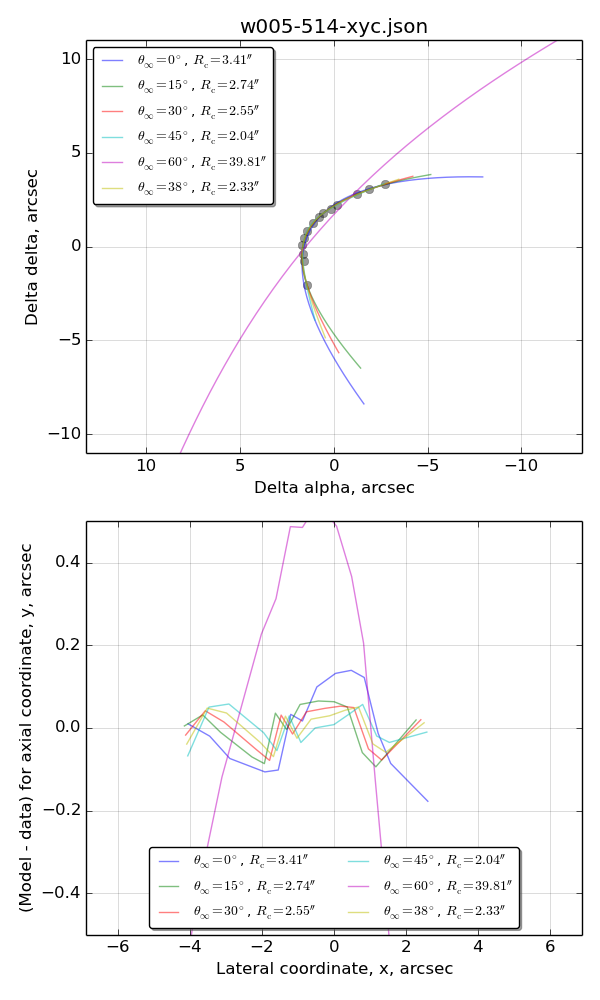 w005-514-xyc.json
θ∞=0°, Rc=3.41″
θ∞=15°, Rc=2.74″
θ∞=30°, Rc=2.55″
θ∞=45°, Rc=2.04″
θ∞=60°, Rc=39.81″
θ∞=38°, Rc=2.33″
10
5
0
−5
−10
Delta delta, arcsec
10 5 0 −5 −10
Delta alpha, arcsec
0.4
0.2
0.0
−0.2
−0.4
(Model - data) for axial coordinate, y, arcsec
θ∞=0°, Rc=3.41″ θ∞=45°, Rc=2.04″
θ∞=15°, Rc=2.74″ θ∞=60°, Rc=39.81″
θ∞=30°, Rc=2.55″ θ∞=38°, Rc=2.33″
−6 −4 −2 0 2 4 6
Lateral coordinate, x, arcsec